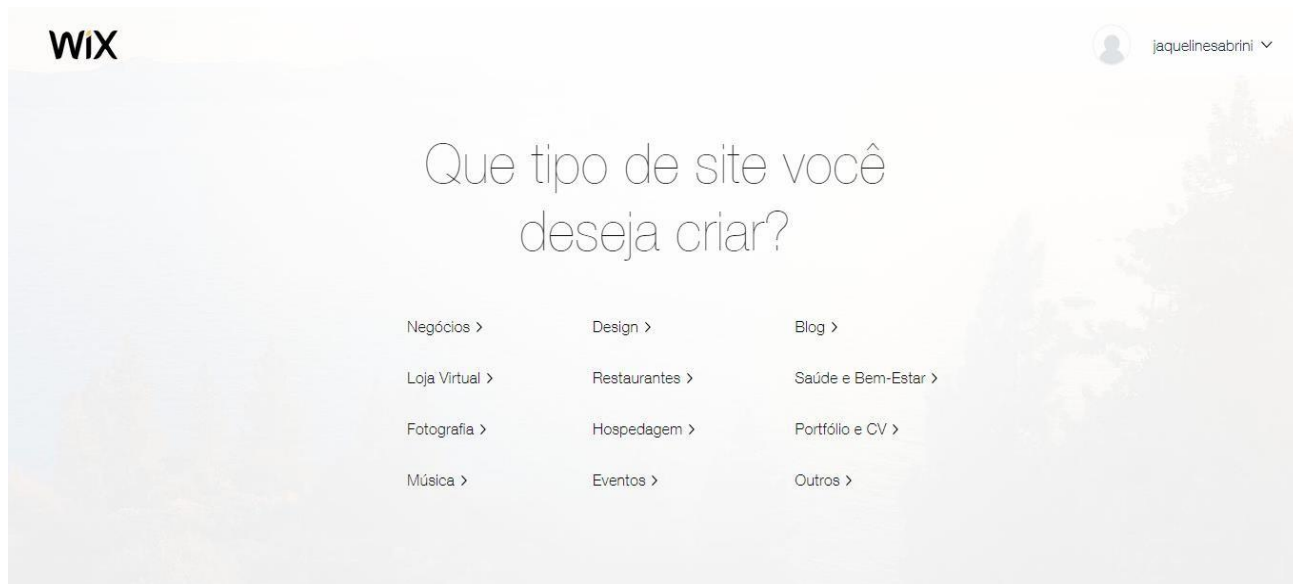 WiX
jaquelinesabrini
Que tipo de site você
deseja criar?
Negócios >
Design >
Blog >
Loja Virtual >
Restaurantes >
Saúde e Bem-Estar >
Fotografia >
Hospedagem >
Portfólio e CV >
Música >
Eventos >
Outros >